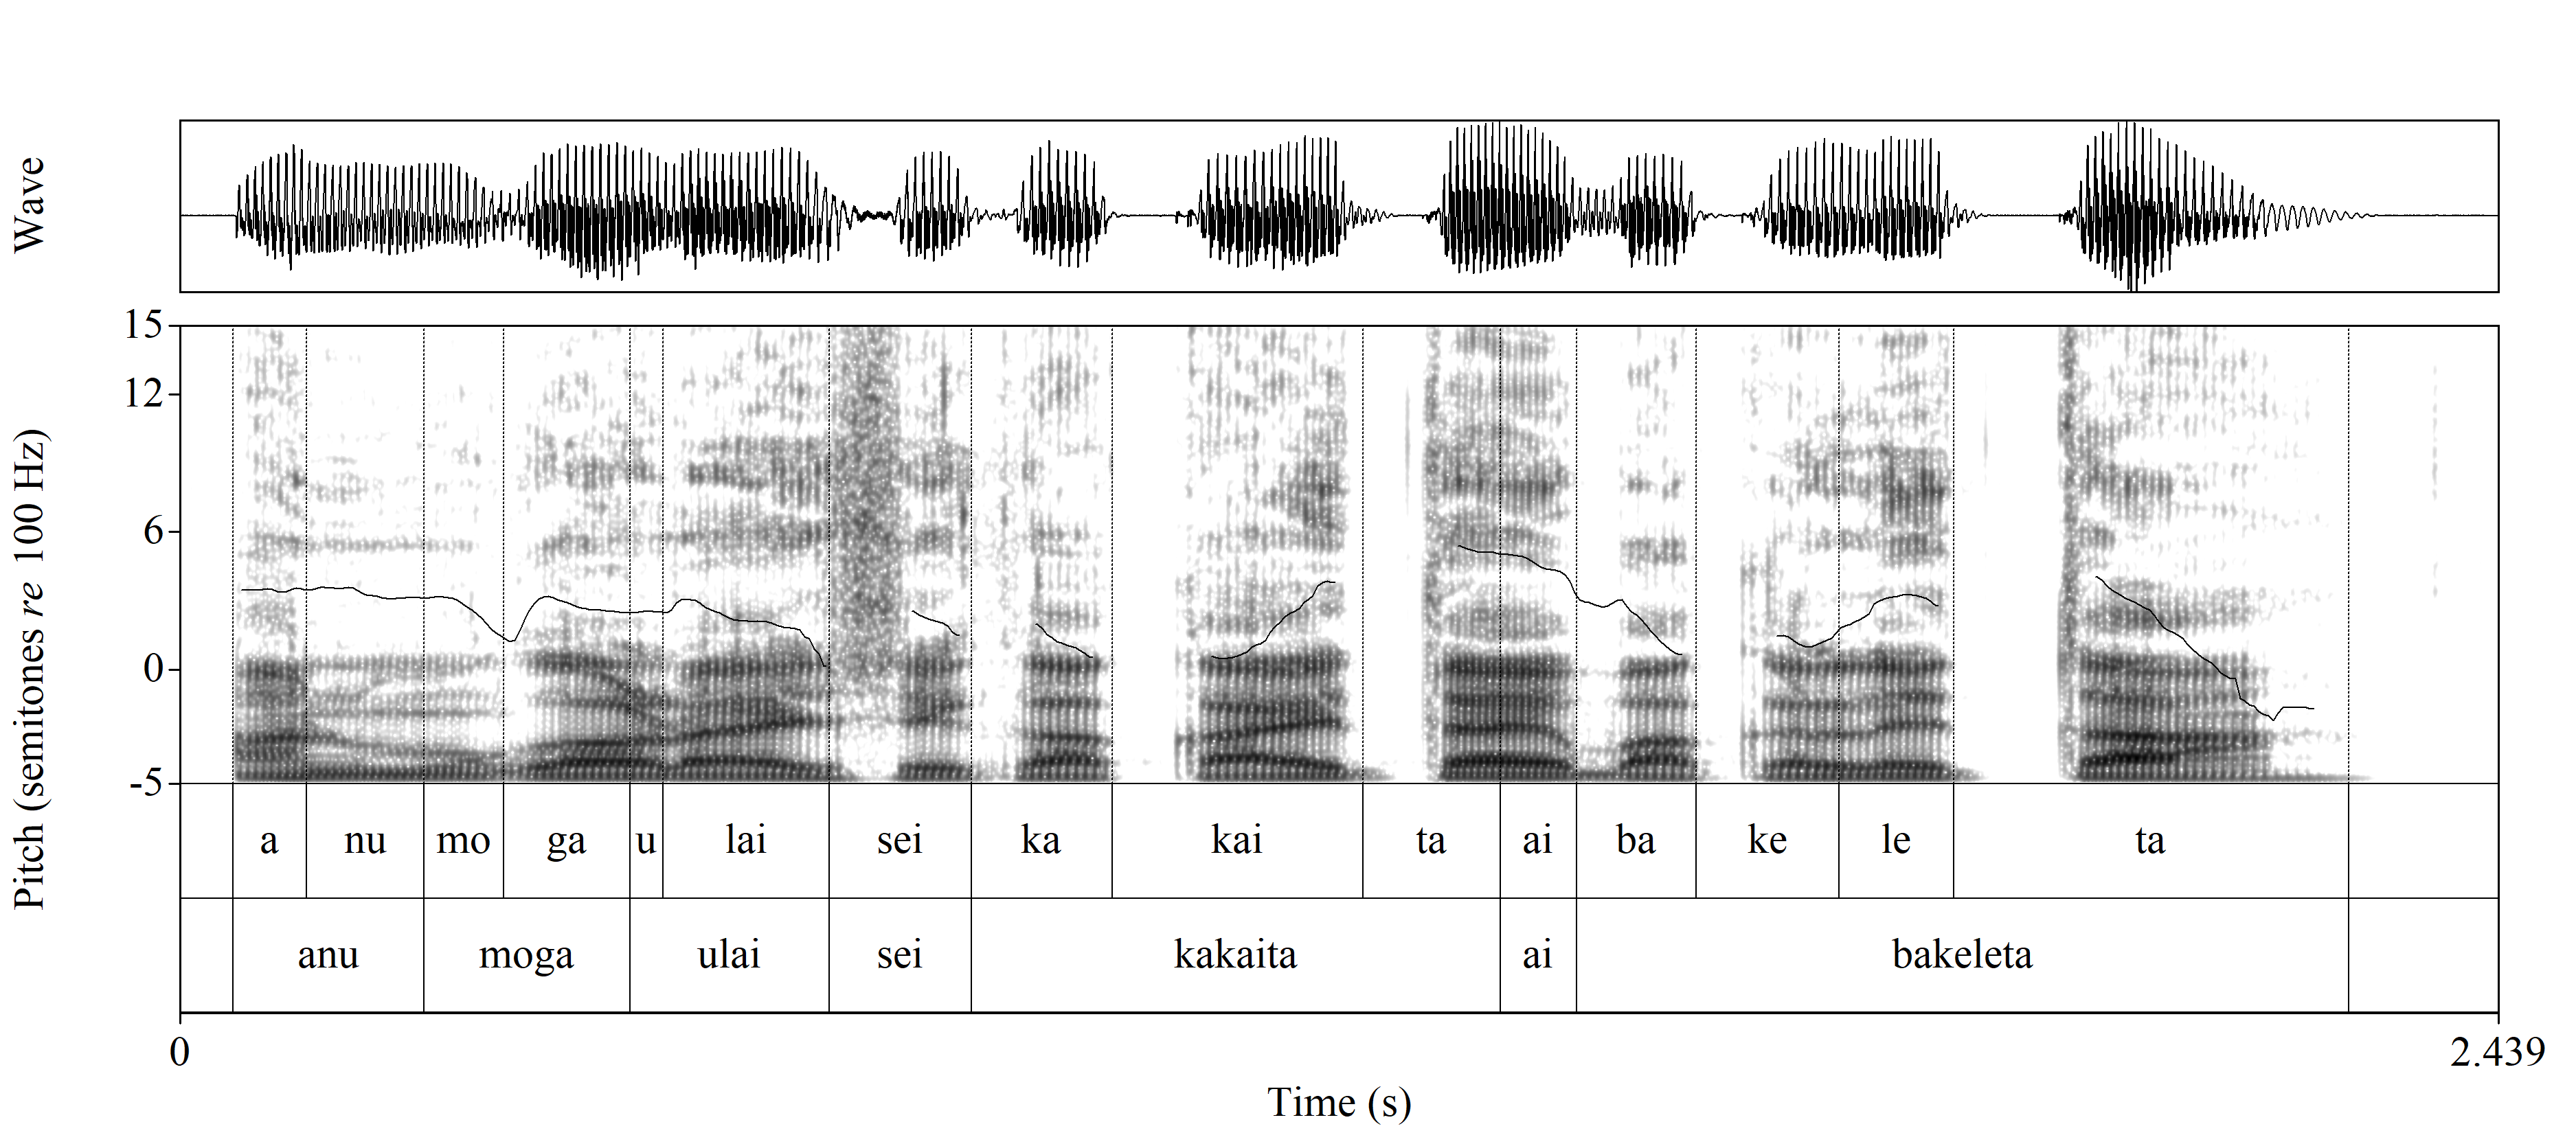 Wave
Pitch (semitones re 100 Hz)
15
12
6
0
-5
a nu mo ga u lai sei ka kai ta ai ba ke le ta
anu moga ulai sei kakaita ai bakeleta
0 2.439
Time (s)